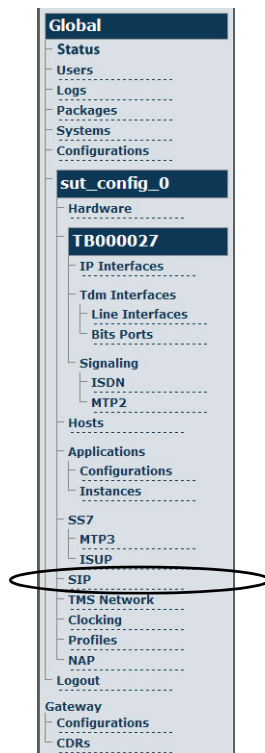 Global
Status
Users
Logs
Packages
Systems
Configurations
sut_config_0
Hardware
TB000027
IP Interfaces
Tdm Interfaces
Line Interfaces
Bits Ports
Signaling
ISDN
MTP2
Hosts
Applications
Configurations
Instances
SS7
MTP3
ISUP
SIP
TMS Network
Clocking
Profiles
NAP
Logout
Gateway
Configurations
CDRs